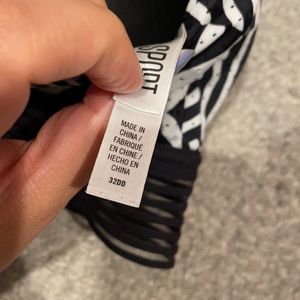 SPORT
MADE IN
CHINA / FABRIQUÉ
EN CHINE / HECHO EN
CHINA
32DD